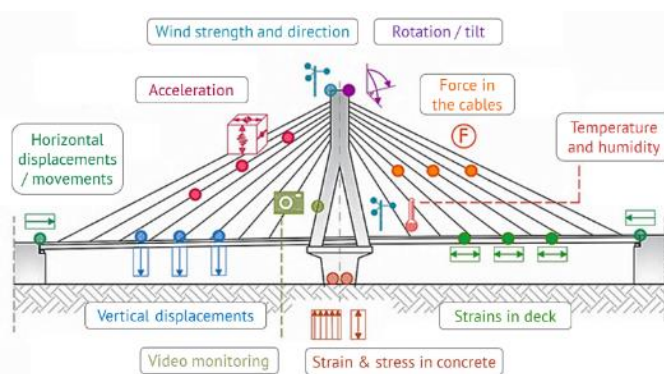 Wind strength and direction
Rotation / tilt
Acceleration
Force in
the cables
F
Temperature
and humidity
Horizontal
displacements
/ movements
Vertical displacements
Strains in deck
Video monitoring
Strain & stress in concrete